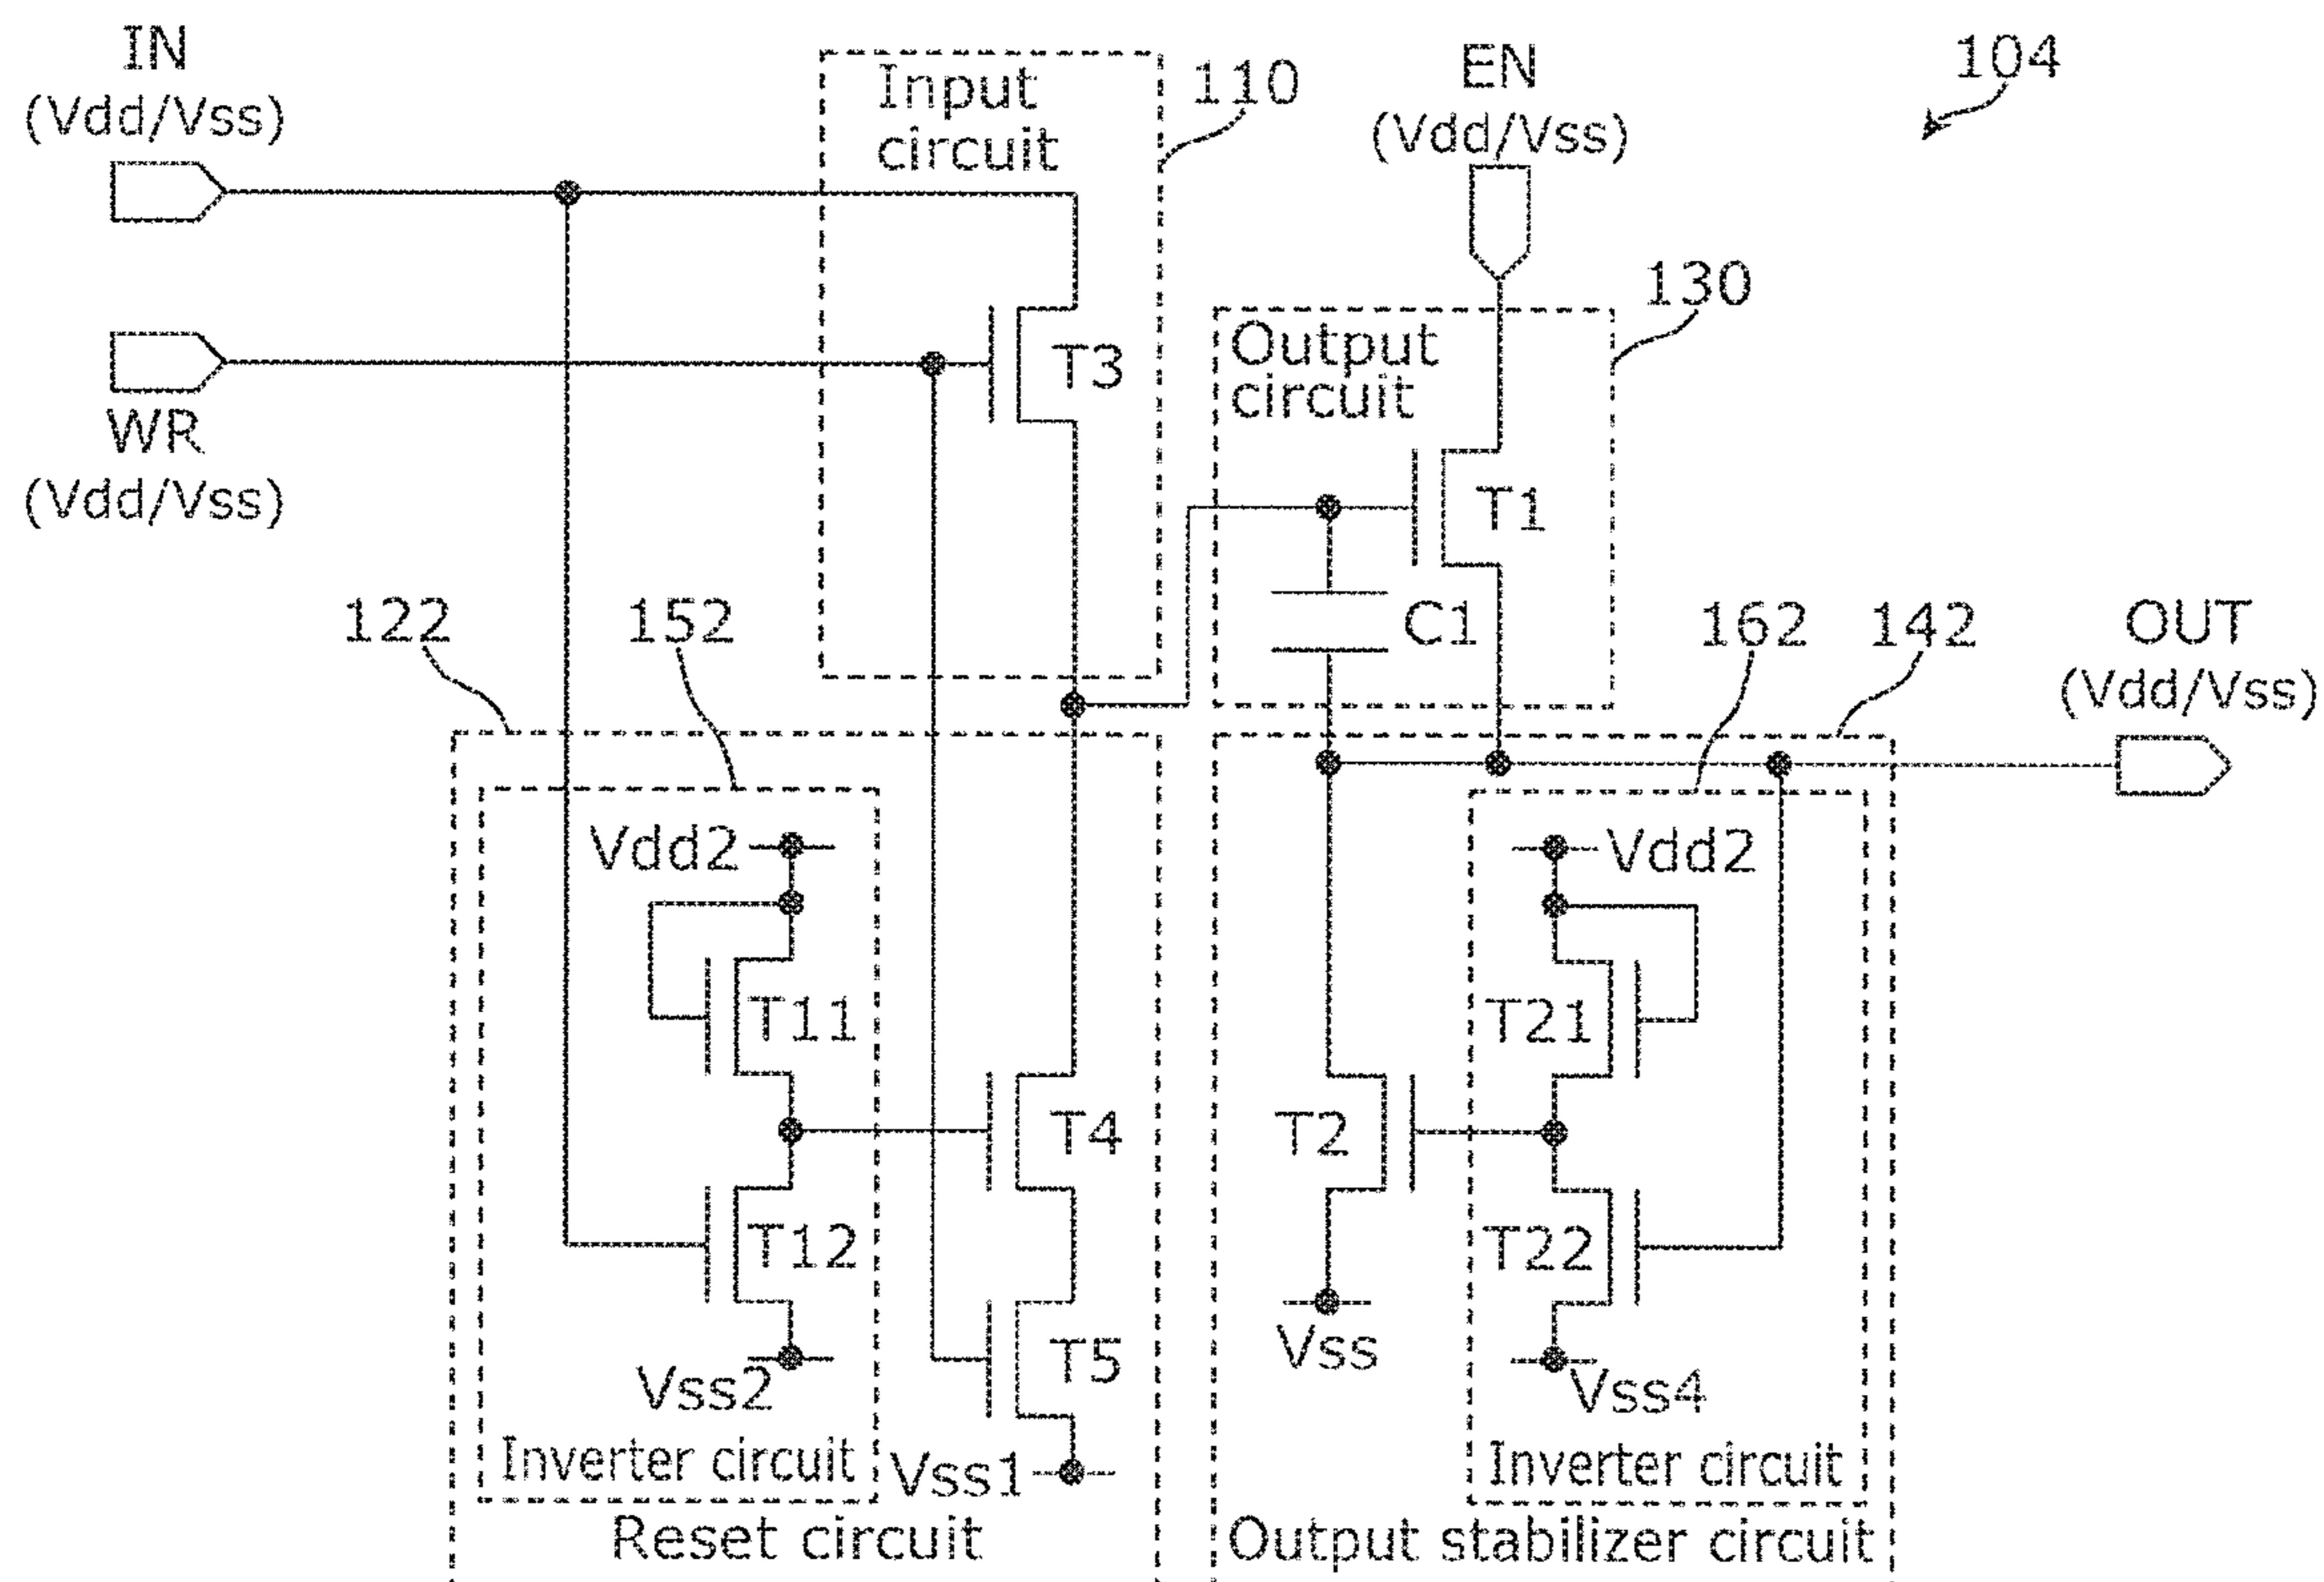 IN
(Vdd/Vss)
WR
(Vdd/Vss)
Input
circuit
110
EN
(Vdd/Vss)
104
130
T3
Output
circuit
T1
C1
122
152
162
142
OUT
(Vdd/Vss)
Vdd2
T11
T12
Vss2
Inverter circuit
T4
T5
Vss1
Reset circuit
Vdd2
T21
T2
T22
Vss
Vss4
Inverter circuit
Output stabilizer circuit